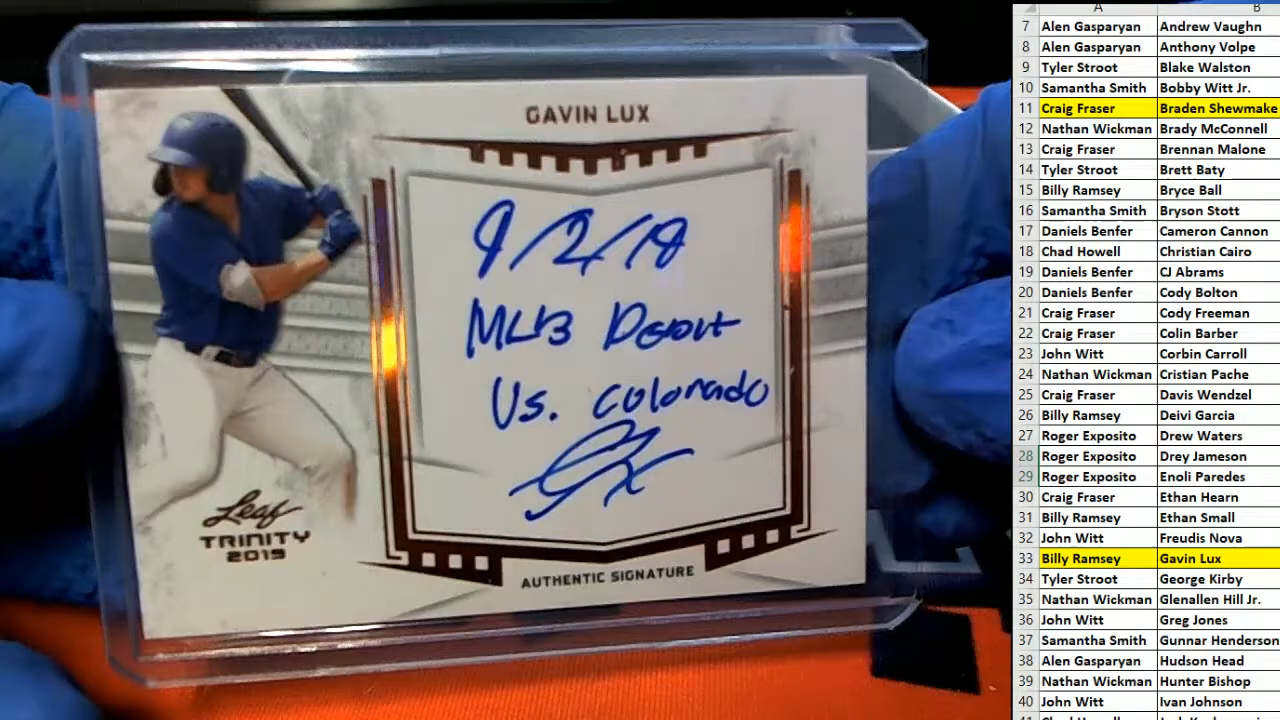 GAVIN LUX
9/2/19
MLB Debut
Vs. Colorado
Leaf
TRINITY
2019
AUTHENTIC SIGNATURE
A B
7 Alen Gasparyan Andrew Vaughn
8 Alen Gasparyan Anthony Volpe
9 Tyler Stroot Blake Walston
10 Samantha Smith Bobby Witt Jr.
11 Craig Fraser Braden Shewmake
12 Nathan Wickman Brady McConnell
13 Craig Fraser Brennan Malone
14 Tyler Stroot Brett Baty
15 Billy Ramsey Bryce Ball
16 Samantha Smith Bryson Stott
17 Daniels Benfer Cameron Cannon
18 Chad Howell Christian Cairo
19 Daniels Benfer CJ Abrams
20 Daniels Benfer Cody Bolton
21 Craig Fraser Cody Freeman
22 Craig Fraser Colin Barber
23 John Witt Corbin Carroll
24 Nathan Wickman Cristian Pache
25 Craig Fraser Davis Wendzel
26 Billy Ramsey Deivi Garcia
27 Roger Exposito Drew Waters
28 Roger Exposito Drey Jameson
29 Roger Exposito Enoli Paredes
30 Craig Fraser Ethan Hearn
31 Billy Ramsey Ethan Small
32 John Witt Freudis Nova
33 Billy Ramsey Gavin Lux
34 Tyler Stroot George Kirby
35 Nathan Wickman Glenallen Hill Jr.
36 John Witt Greg Jones
37 Samantha Smith Gunnar Henderson
38 Alen Gasparyan Hudson Head
39 Nathan Wickman Hunter Bishop
40 John Witt Ivan Johnson